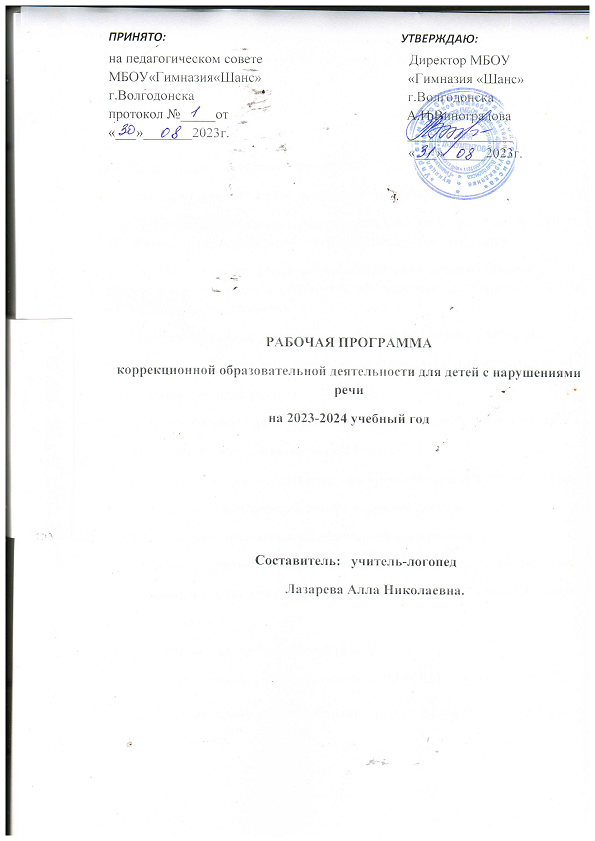 ПРИНЯТО:
на педагогическом совете
МБОУ«Гимназия«Шанс»
г.Волгодонска
протокол № 1 от
«30» 08 2023г.
УТВЕРЖДАЮ:
Директор МБОУ
«Гимназия «Шанс»
г.Волгодонска
А.П.Виноградова
«31» 08 2023г.
РАБОЧАЯ ПРОГРАММА
коррекционной образовательной деятельности для детей с нарушениями
речи
на 2023-2024 учебный год
Составитель: учитель-логопед
Лазарева Алла Николаевна.